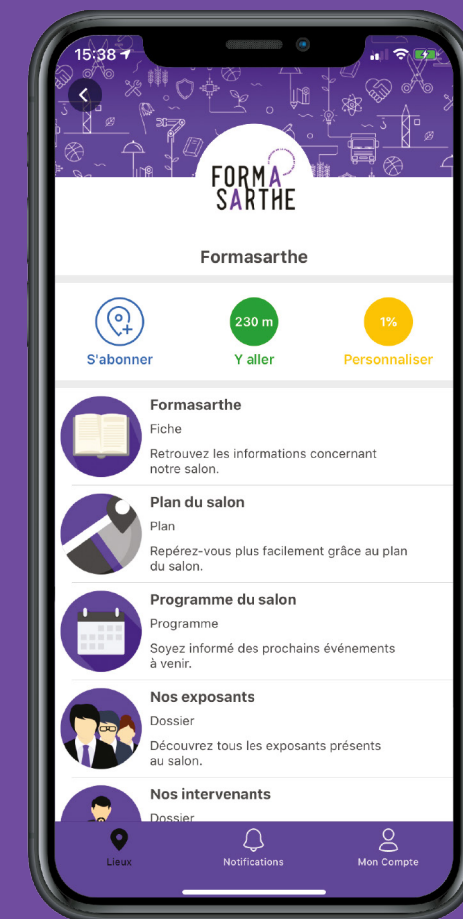 15:38
FORMA
SARTHE
Formasarthe
230 m
1%
S'abonner
Y aller
Personnaliser
Formasarthe
Fiche
Retrouvez les informations concernant
notre salon.
Plan du salon
Plan
Repérez-vous plus facilement grâce au plan
du salon.
Programme du salon
Programme
Soyez informé des prochains événements
à venir.
Nos exposants
Dossier
Découvrez tous les exposants présents
au salon.
Nos intervenants
Dossier
Lieux
Notifications
Mon Compte